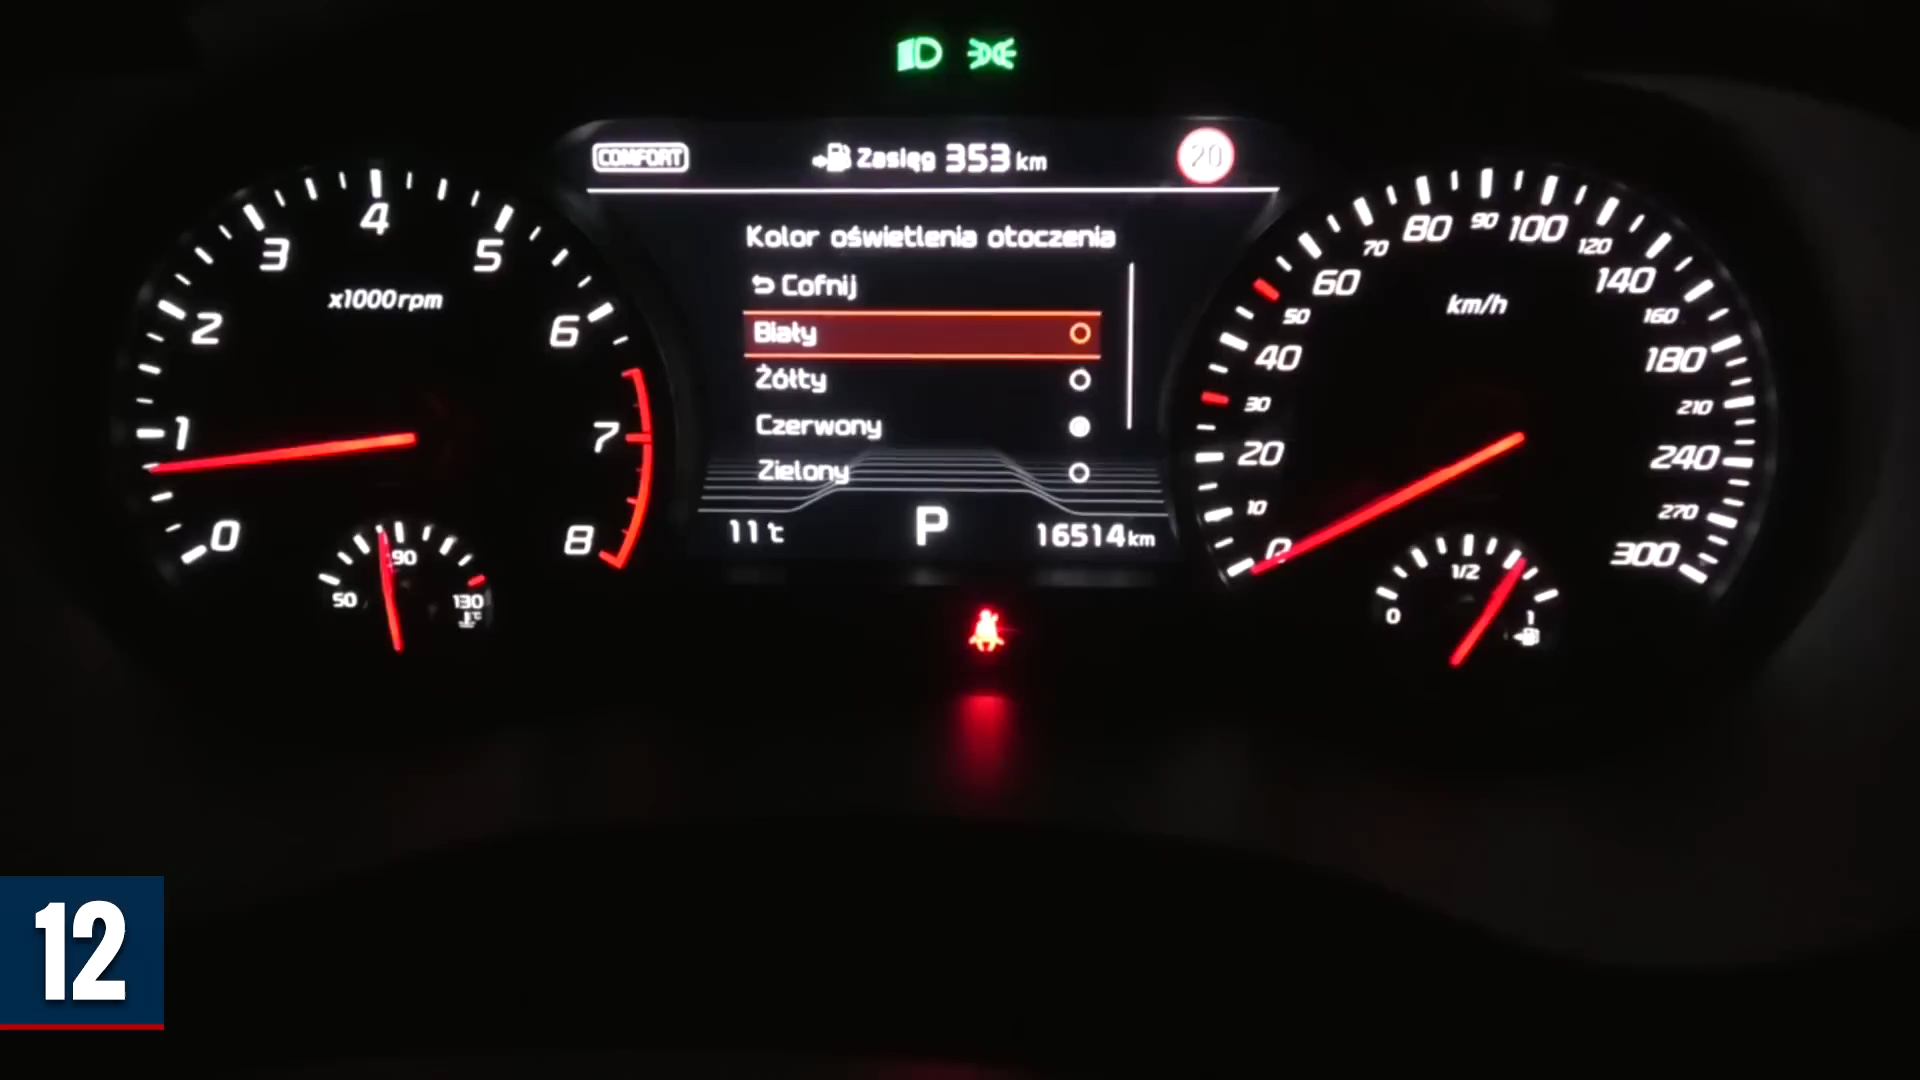 COMFORT
Zasięg 353 km
20
Kolor oświetlenia otoczenia
Cofnij
Biały
Żółty
Czerwony
Zielony
11 °C
P
16514 km
0
1
2
3
4
5
6
7
8
x1000rpm
50
90
130
°C
0
10
20
30
40
50
60
70
80
90
100
120
140
160
180
210
240
270
300
km/h
0
1/2
1
12